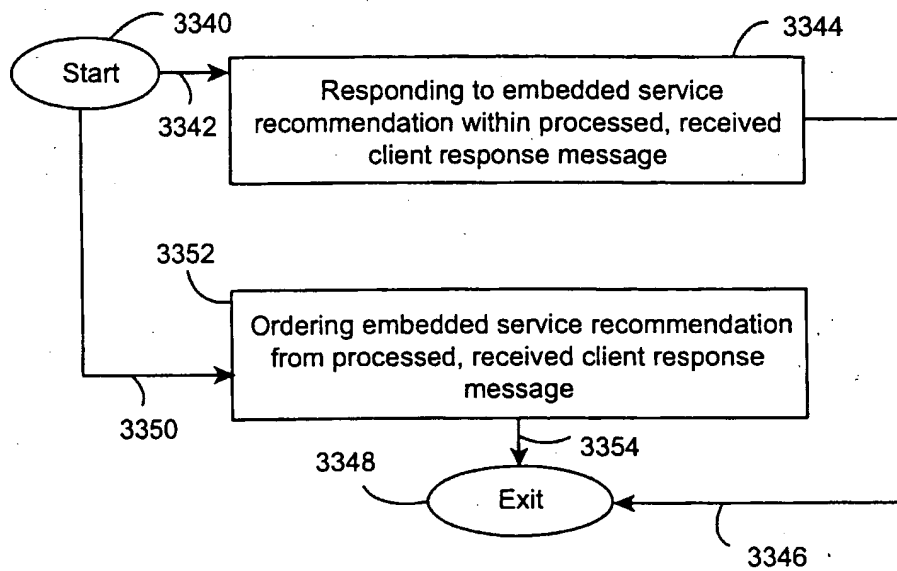 3340
Start
3342
3344
Responding to embedded service
recommendation within processed, received
client response message
3352
Ordering embedded service recommendation
from processed, received client response
message
3350
3354
3348
Exit
3346